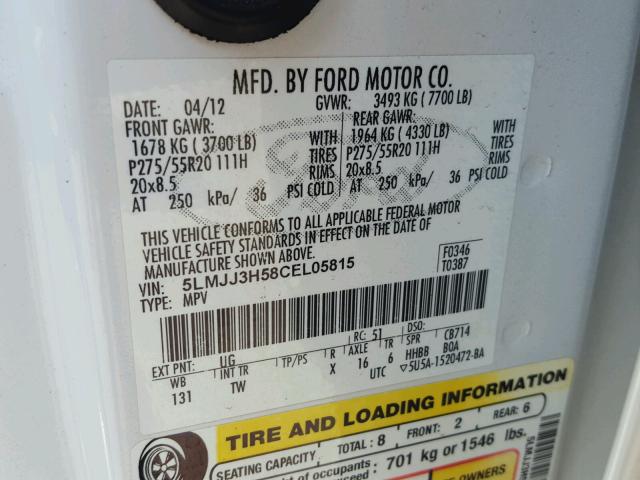 MFD. BY FORD MOTOR CO.
DATE: 04/12 GVWR: 3493 KG ( 7700 LB)
FRONT GAWR: REAR GAWR:
1678 KG ( 3700 LB) WITH 1964 KG ( 4330 LB) WITH
P275/55R20 111H TIRES P275/55R20 111H TIRES
20x8.5 RIMS 20x8.5 RIMS
AT 250 kPa/ 36 PSI COLD AT 250 kPa/ 36 PSI COLD
Ford
THIS VEHICLE CONFORMS TO ALL APPLICABLE FEDERAL MOTOR
VEHICLE SAFETY STANDARDS IN EFFECT ON THE DATE OF
MANUFACTURE SHOWN ABOVE.
VIN: 5LMJJ3H58CEL05815 F0346
TYPE: MPV T0387
RC: 51 DSO:
EXT PNT: UG TP/PS R AXLE TR SPR CB714
WB INT TR X 16 6 HHBB BOA
131 TW UTC ▽5U5A-1520472-BA
TIRE AND LOADING INFORMATION
SEATING CAPACITY TOTAL: 8 FRONT: 2 REAR: 6
of occupants 701 kg or 1546 lbs.
exceed
OWNERS